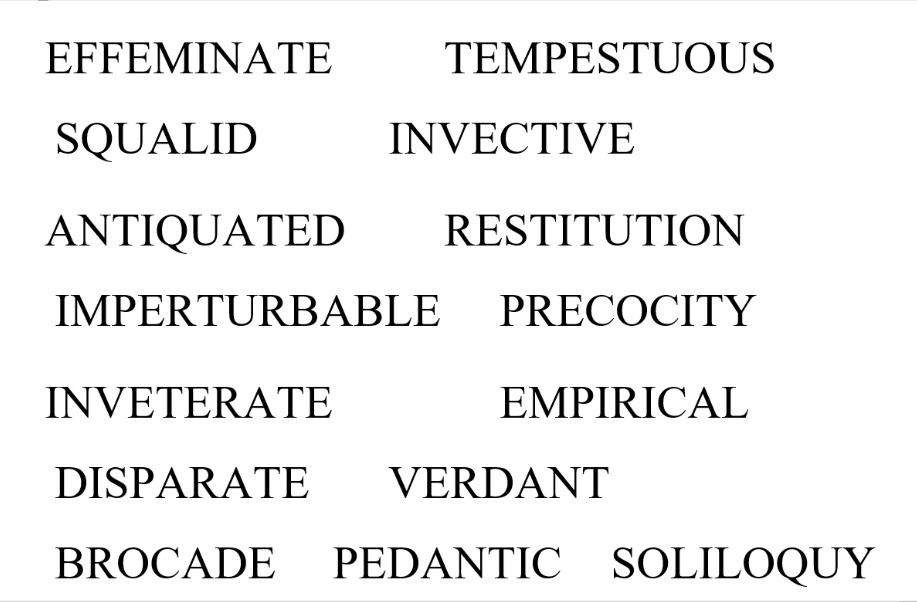 EFFEMINATE TEMPESTUOUS
SQUALID INVECTIVE
ANTIQUATED RESTITUTION
IMPERTURBABLE PRECOCITY
INVETERATE EMPIRICAL
DISPARATE VERDANT
BROCADE PEDANTIC SOLILOQUY